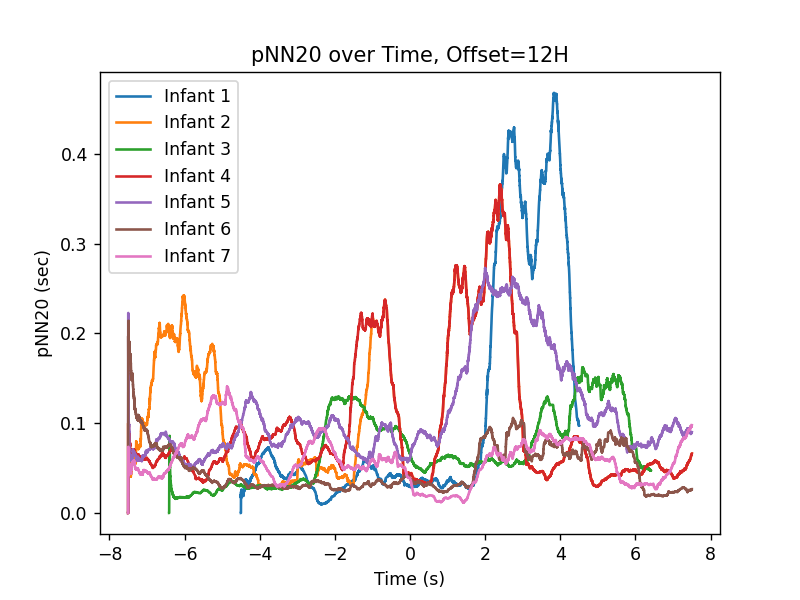 pNN20 over Time, Offset=12H
Infant 1
Infant 2
Infant 3
Infant 4
Infant 5
Infant 6
Infant 7
0.4
0.3
0.2
0.1
0.0
pNN20 (sec)
−8 −6 −4 −2 0 2 4 6 8
Time (s)